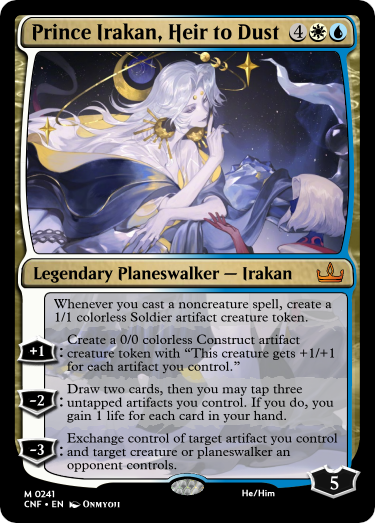 Prince Irakan, Heir to Dust 4
Legendary Planeswalker — Irakan
Whenever you cast a noncreature spell, create a
1/1 colorless Soldier artifact creature token.
+1: Create a 0/0 colorless Construct artifact
creature token with “This creature gets +1/+1
for each artifact you control.”
-2: Draw two cards, then you may tap three
untapped artifacts you control. If you do, you
gain 1 life for each card in your hand.
-3: Exchange control of target artifact you control
and target creature or planeswalker an
opponent controls.
5
M 0241
CNF • EN Onmyoji
He/Him